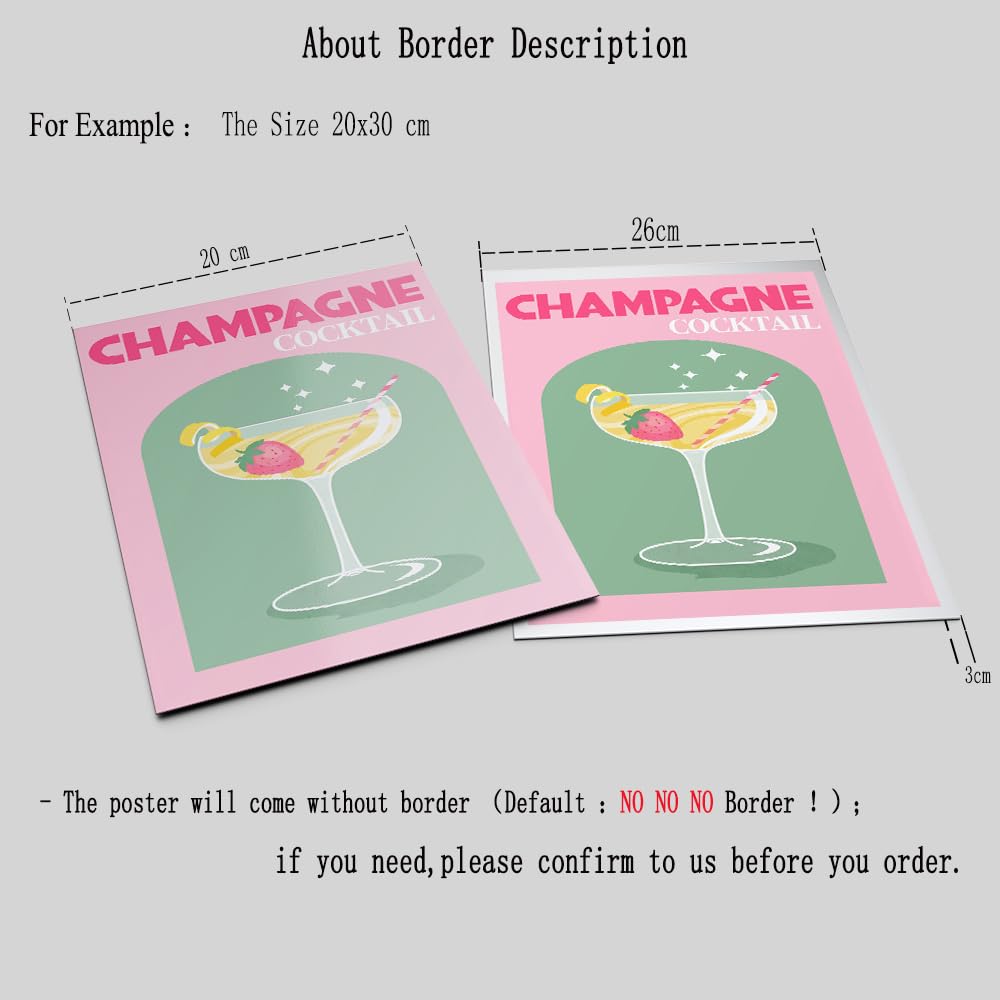 About Border Description
For Example : The Size 20x30 cm
20 cm
26cm
CHAMPAGNE
COCKTAIL
CHAMPAGNE
COCKTAIL
3cm
- The poster will come without border (Default : NO NO NO Border ! ) ;
if you need,please confirm to us before you order.